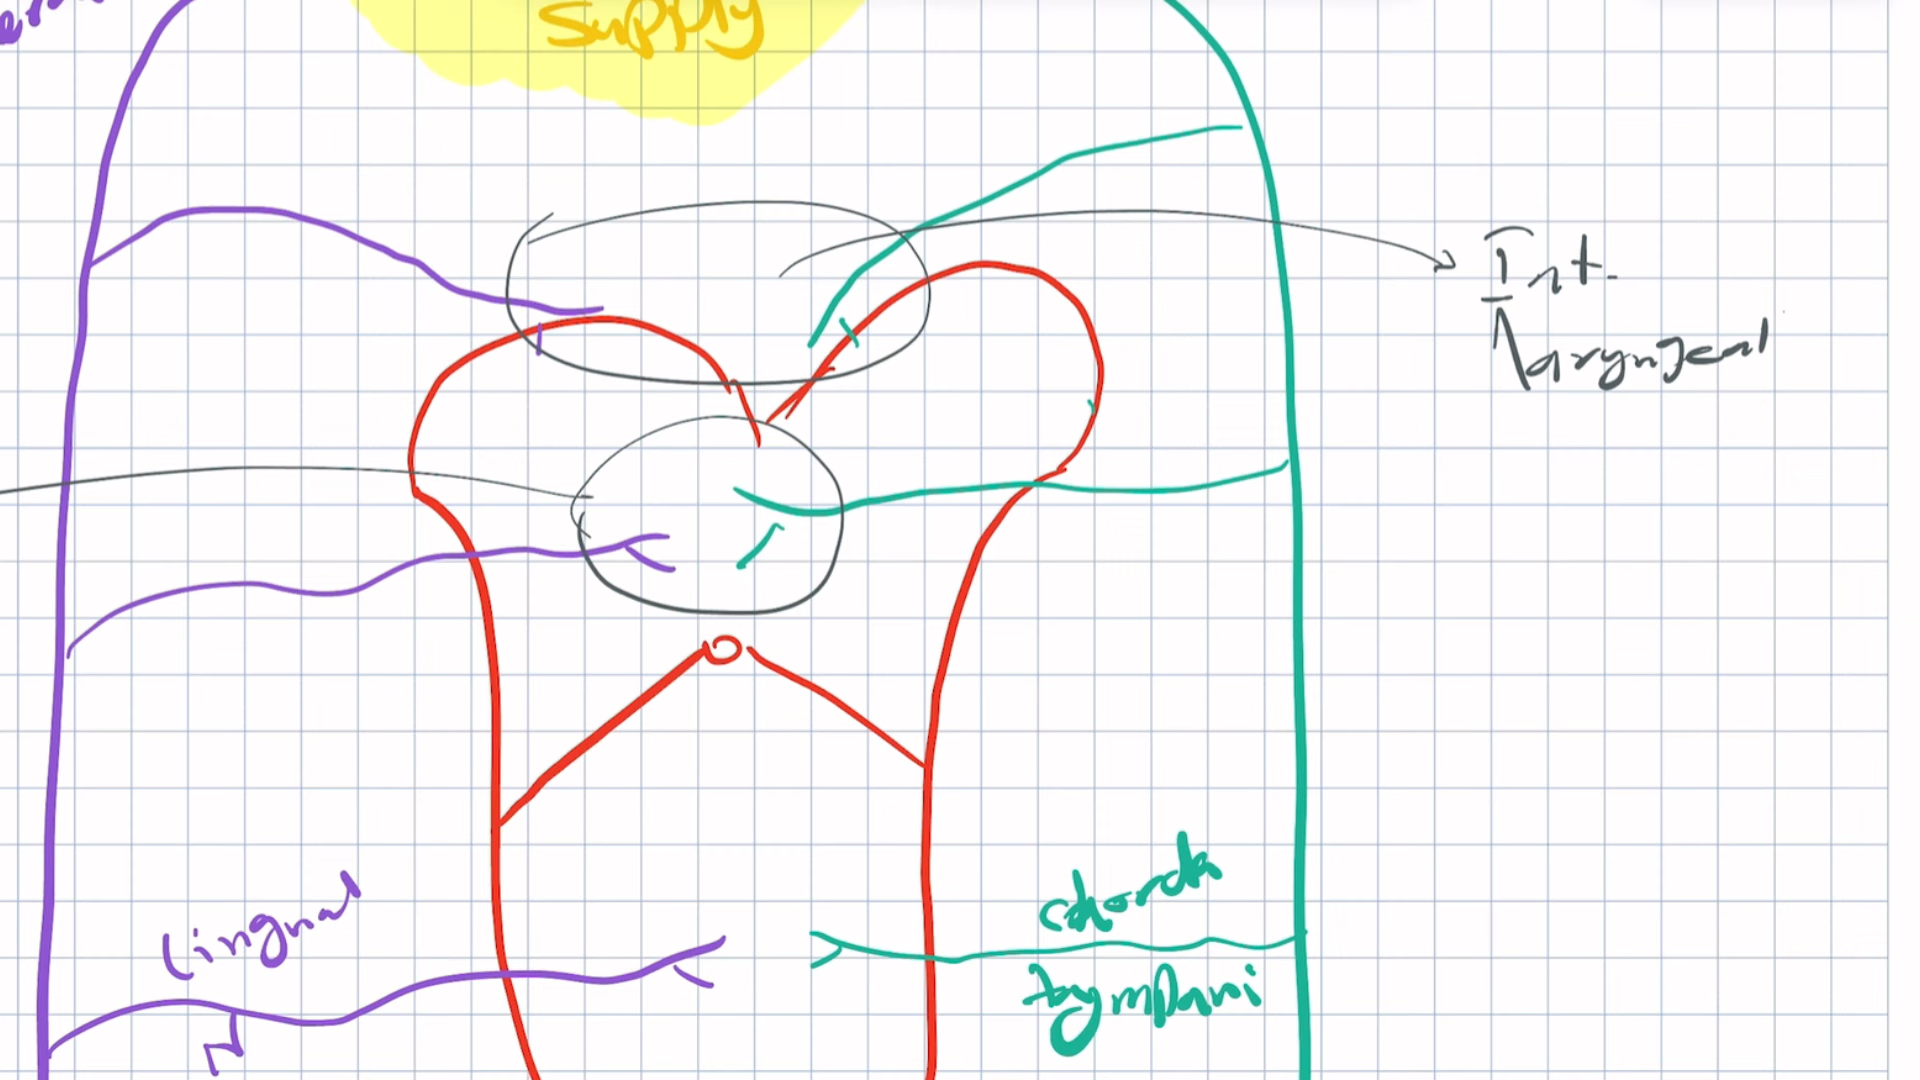 Supply
Int.
laryngeal
chorda
lingual
tympani
N